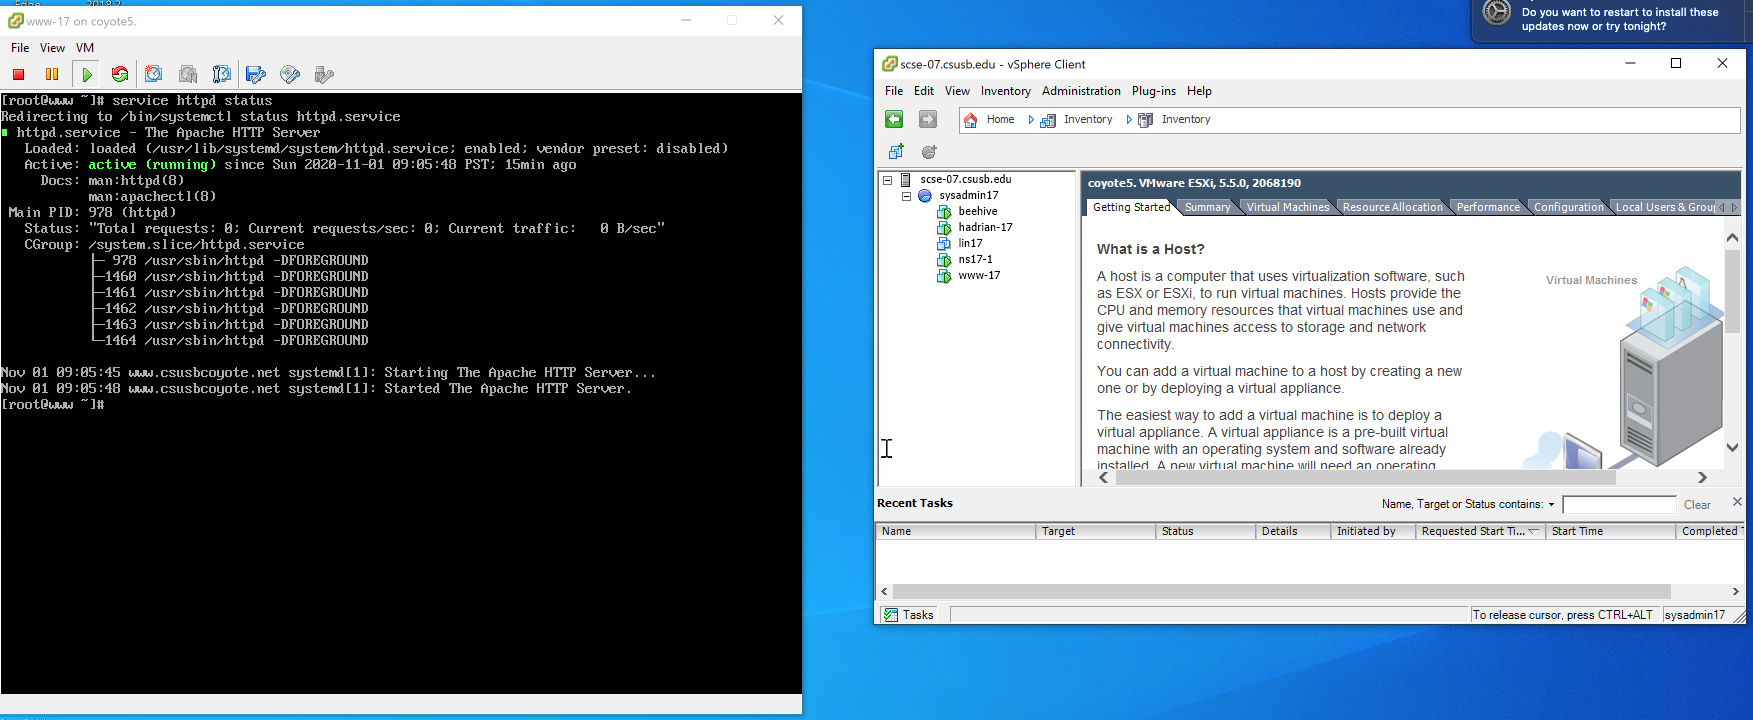 2018.2
www-17 on coyote5.
File View VM
[root@www ~]# service httpd status
Redirecting to /bin/systemctl status httpd.service
httpd.service - The Apache HTTP Server
Loaded: loaded (/usr/lib/systemd/system/httpd.service; enabled; vendor preset: disabled)
Active: active (running) since Sun 2020-11-01 09:05:48 PST; 15min ago
Docs: man:httpd(8)
man:apachectl(8)
Main PID: 978 (httpd)
Status: "Total requests: 0; Current requests/sec: 0; Current traffic:   0 B/sec"
CGroup: /system.slice/httpd.service
├─ 978 /usr/sbin/httpd -DFOREGROUND
├─1460 /usr/sbin/httpd -DFOREGROUND
├─1461 /usr/sbin/httpd -DFOREGROUND
├─1462 /usr/sbin/httpd -DFOREGROUND
├─1463 /usr/sbin/httpd -DFOREGROUND
└─1464 /usr/sbin/httpd -DFOREGROUND
Nov 01 09:05:45 www.csusbcoyote.net systemd[1]: Starting The Apache HTTP Server...
Nov 01 09:05:48 www.csusbcoyote.net systemd[1]: Started The Apache HTTP Server.
[root@www ~]#
Do you want to restart to install these
updates now or try tonight?
scse-07.csusb.edu - vSphere Client
File Edit View Inventory Administration Plug-ins Help
Home Inventory Inventory
scse-07.csusb.edu
sysadmin17
beehive
hadrian-17
lin17
ns17-1
www-17
coyote5. VMware ESXi, 5.5.0, 2068190
Getting Started Summary Virtual Machines Resource Allocation Performance Configuration Local Users & Grou
What is a Host?
A host is a computer that uses virtualization software, such
as ESX or ESXi, to run virtual machines. Hosts provide the
CPU and memory resources that virtual machines use and
give virtual machines access to storage and network
connectivity.
You can add a virtual machine to a host by creating a new
one or by deploying a virtual appliance.
The easiest way to add a virtual machine is to deploy a
virtual appliance. A virtual appliance is a pre-built virtual
machine with an operating system and software already
installed. A new virtual machine will need an operating
Virtual Machines
Recent Tasks
Name, Target or Status contains: Clear
Name Target Status Details Initiated by Requested Start Ti... Start Time Completed T
Tasks
To release cursor, press CTRL+ALT sysadmin17